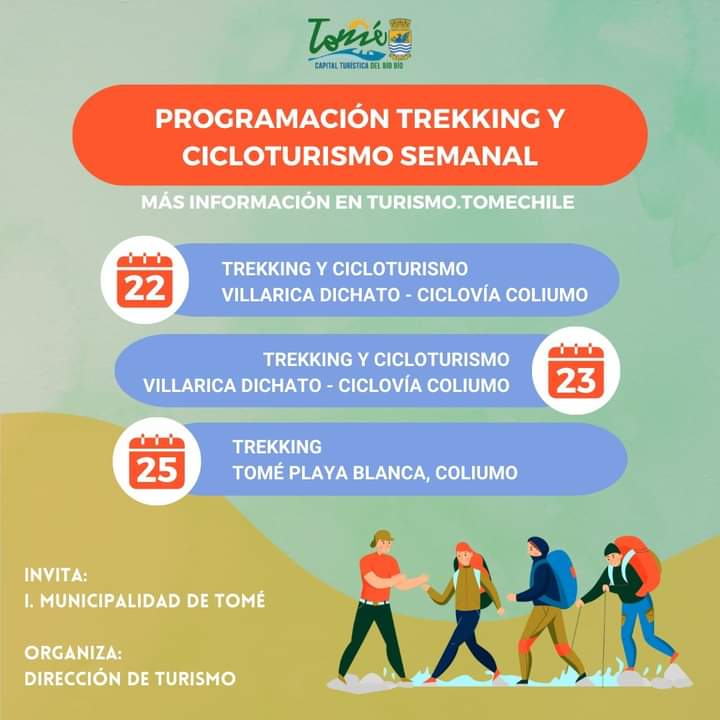 Tomé
CAPITAL TURÍSTICA DEL BÍO BÍO
PROGRAMACIÓN TREKKING Y
CICLOTURISMO SEMANAL
MÁS INFORMACIÓN EN TURISMO.TOMECHILE
22
TREKKING Y CICLOTURISMO
VILLARICA DICHATO - CICLOVÍA COLIUMO
TREKKING Y CICLOTURISMO
VILLARICA DICHATO - CICLOVÍA COLIUMO
23
25
TREKKING
TOMÉ PLAYA BLANCA, COLIUMO
INVITA:
I. MUNICIPALIDAD DE TOMÉ
ORGANIZA:
DIRECCIÓN DE TURISMO